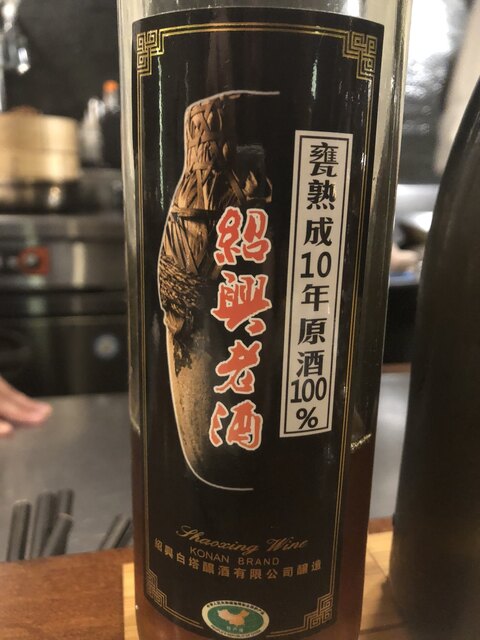 甕熟成10年原酒100%
紹興老酒
Shaoxing Wine
KONAN BRAND
紹興白塔釀酒有限公司釀造